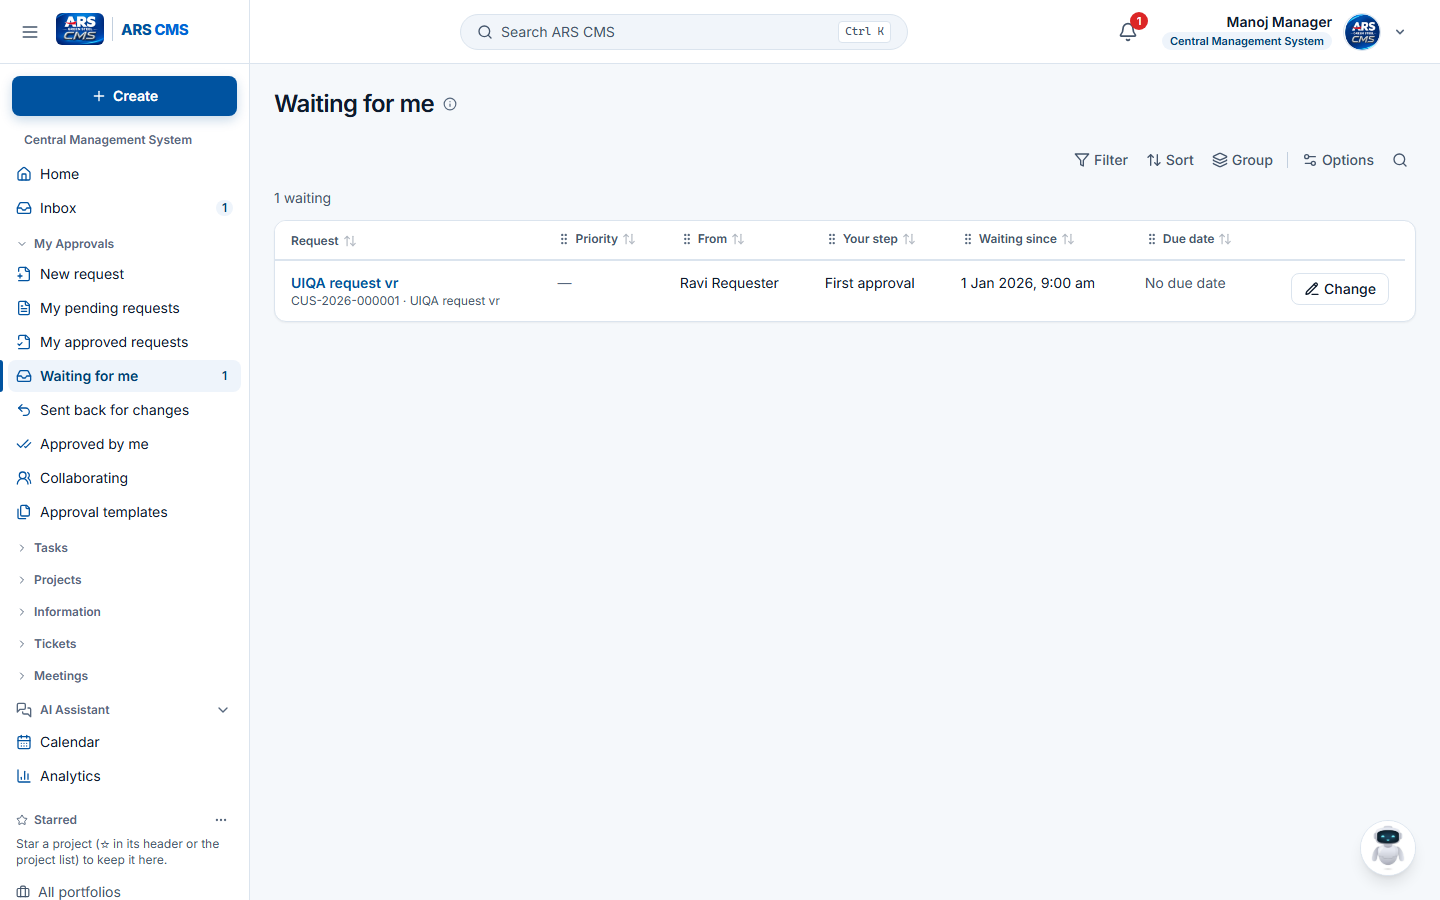 ARS
GREEN STEEL
CMS
ARS CMS
Search ARS CMS
Ctrl K
1
Manoj Manager
Central Management System
ARS
CMS
Create
Central Management System
Home
Inbox 1
My Approvals
New request
My pending requests
My approved requests
Waiting for me 1
Sent back for changes
Approved by me
Collaborating
Approval templates
Tasks
Projects
Information
Tickets
Meetings
AI Assistant
Calendar
Analytics
Starred
Star a project (☆ in its header or the
project list) to keep it here.
All portfolios
Waiting for me
Filter Sort Group Options
1 waiting
Request Priority From Your step Waiting since Due date
UIQA request vr — Ravi Requester First approval 1 Jan 2026, 9:00 am No due date Change
CUS-2026-000001 · UIQA request vr